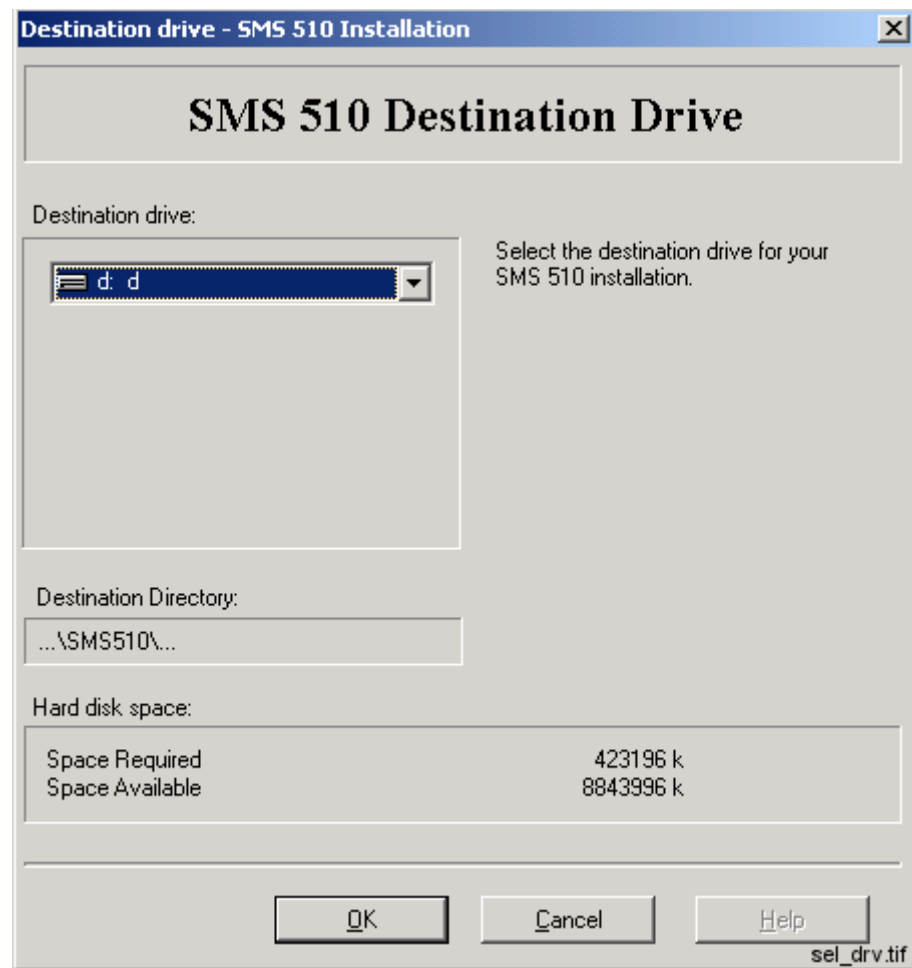 Destination drive - SMS 510 Installation
SMS 510 Destination Drive
Destination drive:
d: d
Select the destination drive for your
SMS 510 installation.
Destination Directory:
...\SMS510\...
Hard disk space:
Space Required 423196 k
Space Available 8843996 k
OK Cancel Help
sel_drv.tif